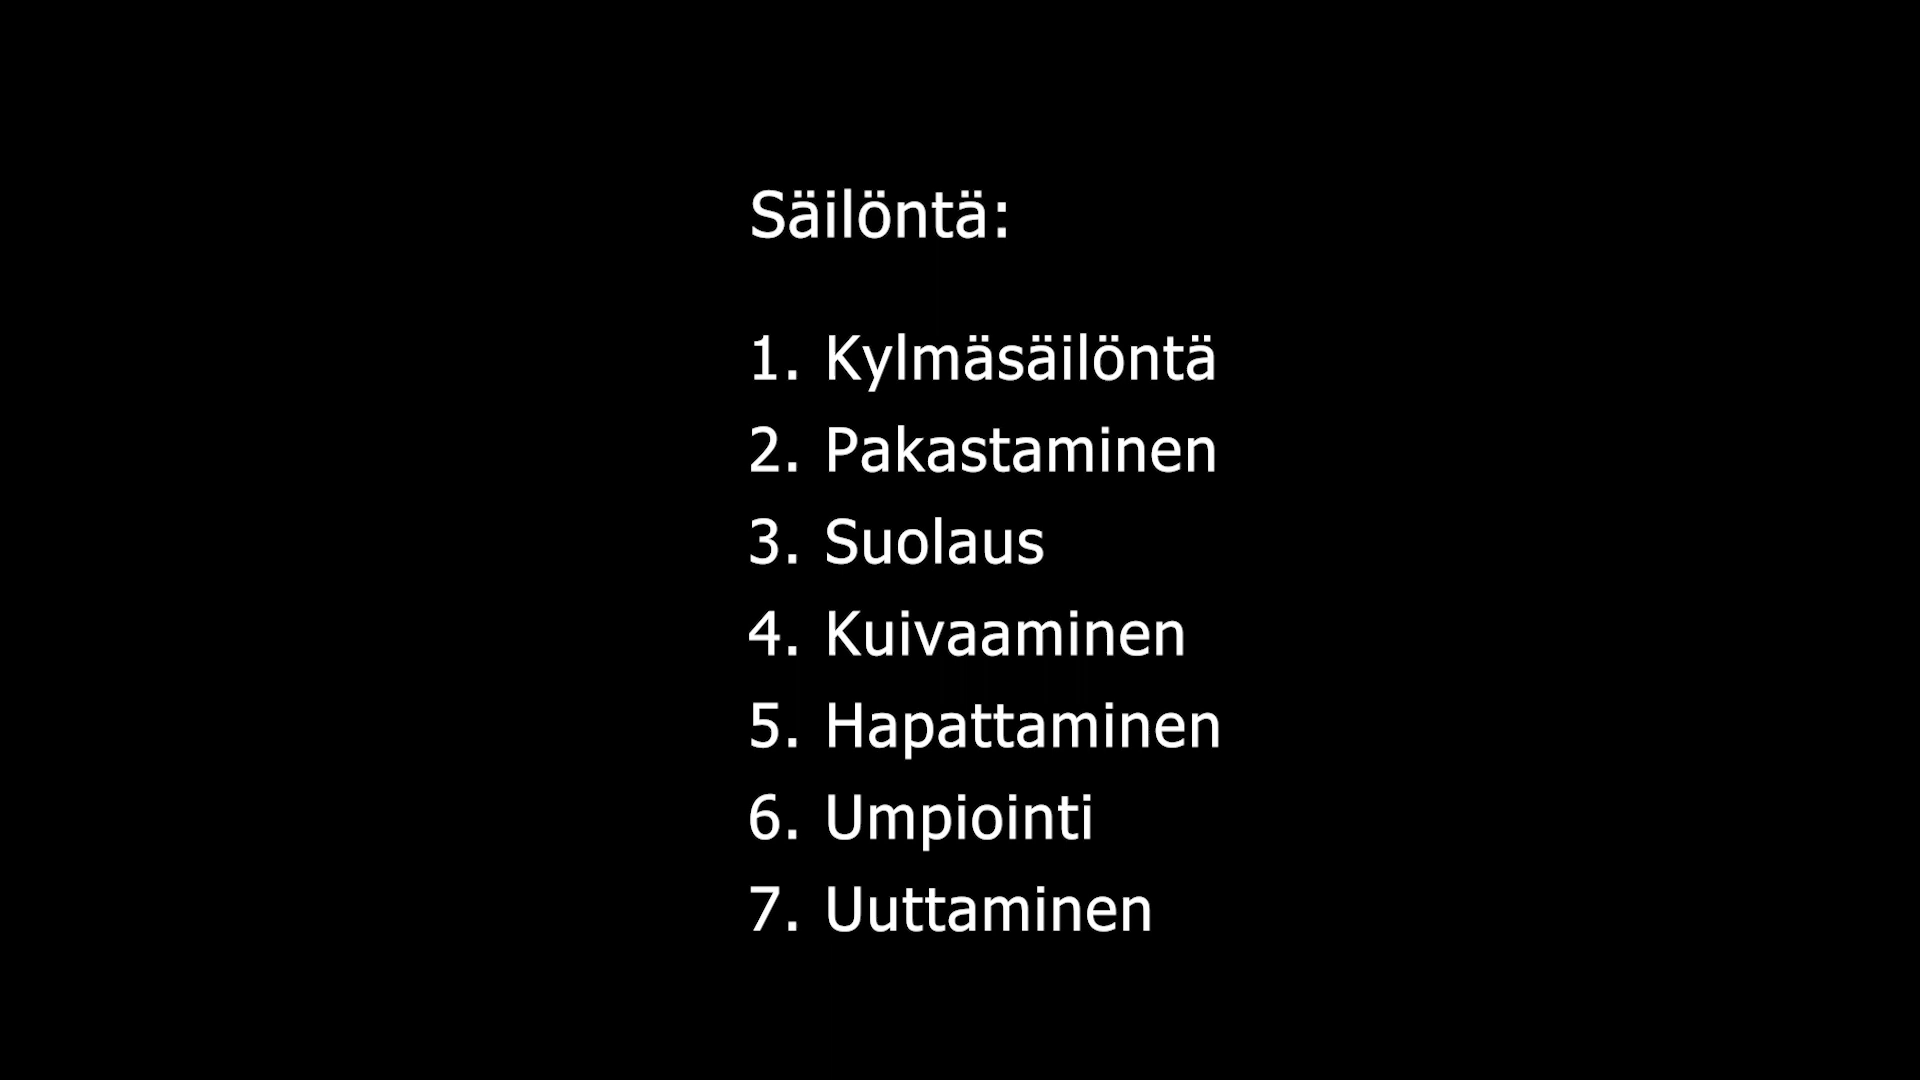 Säilöntä:
1. Kylmäsäilöntä
2. Pakastaminen
3. Suolaus
4. Kuivaaminen
5. Hapattaminen
6. Umpiointi
7. Uuttaminen